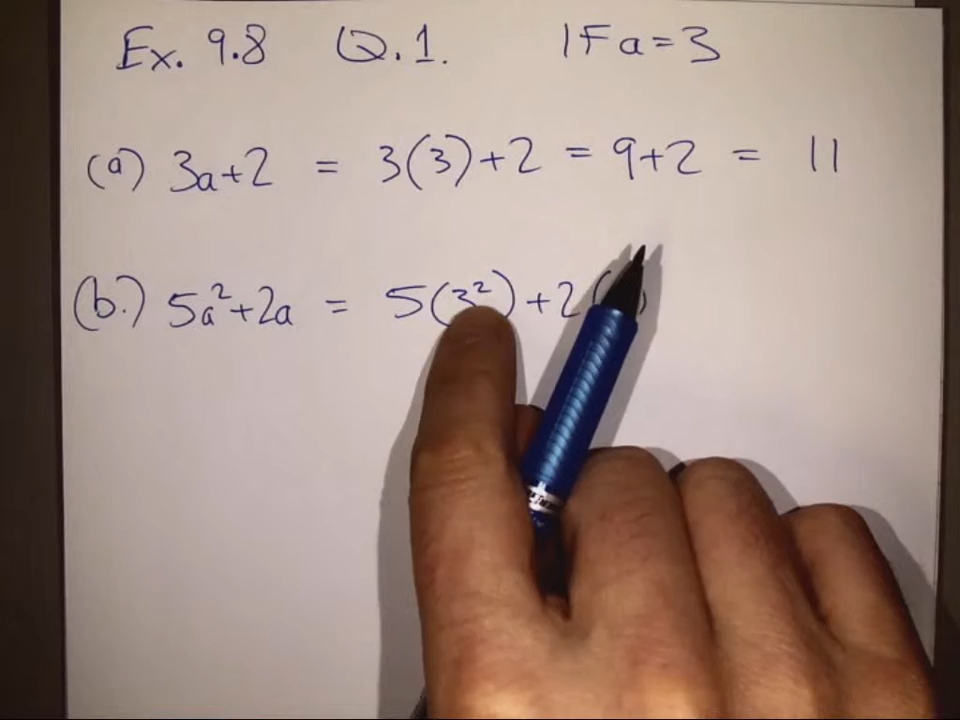 Ex. 9.8 Q.1. IF a=3
(a) 3a+2 = 3(3)+2 = 9+2 = 11
(b.) 5a²+2a = 5(3²)+2( )